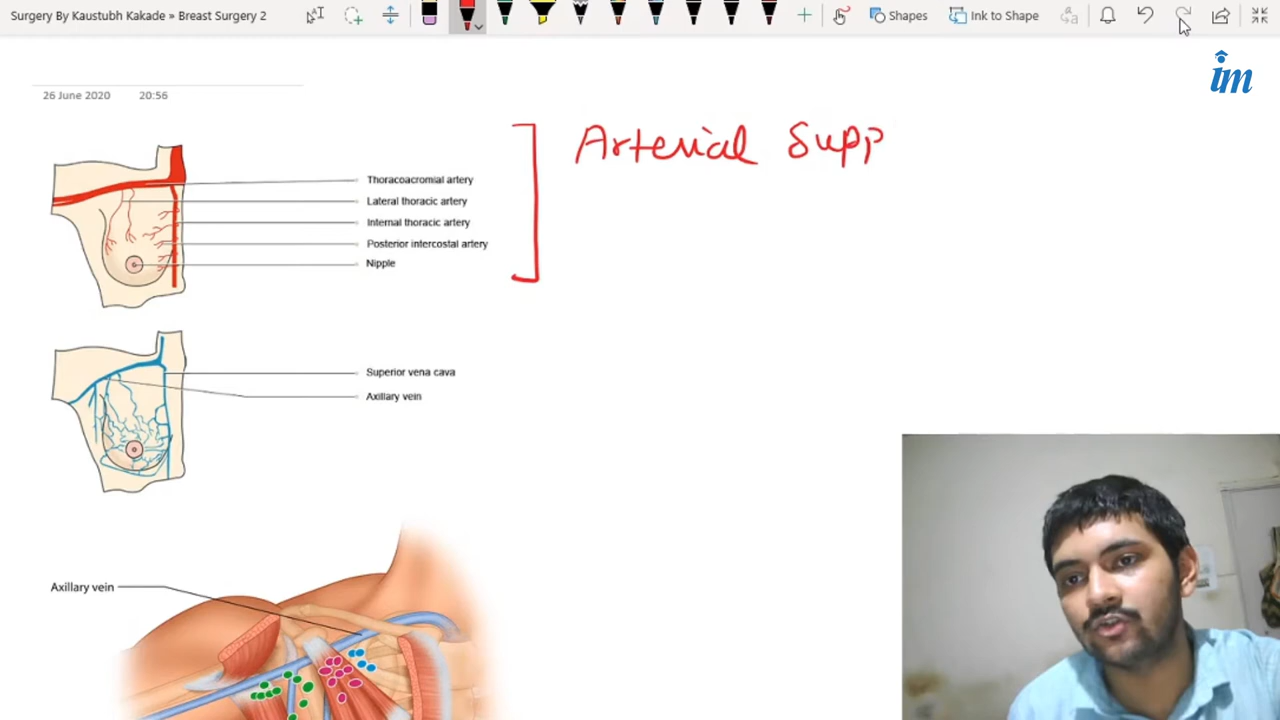 Surgery By Kaustubh Kakade » Breast Surgery 2
Shapes
Ink to Shape
im
26 June 2020 20:56
Arterial Supp
Thoracoacromial artery
Lateral thoracic artery
Internal thoracic artery
Posterior intercostal artery
Nipple
Superior vena cava
Axillary vein
Axillary vein